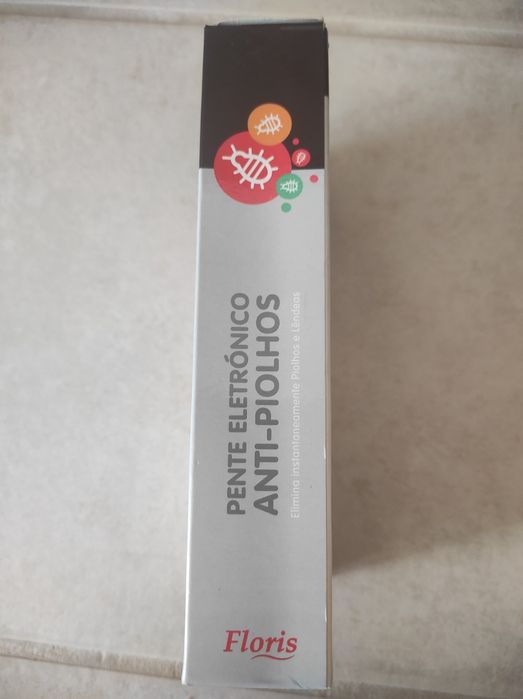 PENTE ELETRÓNICO
ANTI-PIOLHOS
Elimina instantaneamente Piolhos e Lêndeas
Floris